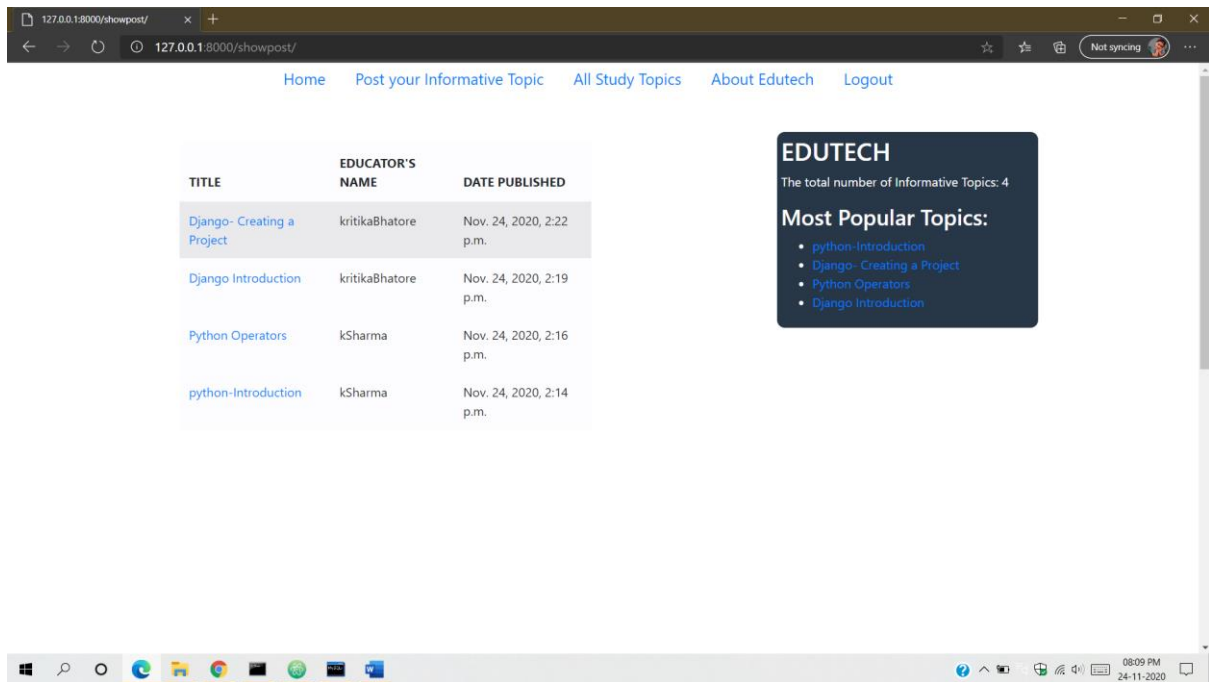 127.0.0.1:8000/showpost/
127.0.0.1:8000/showpost/
Not syncing
Home Post your Informative Topic All Study Topics About Edutech Logout
TITLE EDUCATOR'S NAME DATE PUBLISHED
Django- Creating a Project kritikaBhatore Nov. 24, 2020, 2:22 p.m.
Django Introduction kritikaBhatore Nov. 24, 2020, 2:19 p.m.
Python Operators kSharma Nov. 24, 2020, 2:16 p.m.
python-Introduction kSharma Nov. 24, 2020, 2:14 p.m.
EDUTECH
The total number of Informative Topics: 4
Most Popular Topics:
python-Introduction
Django- Creating a Project
Python Operators
Django Introduction
08:09 PM
24-11-2020